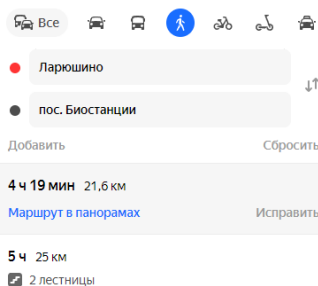 Все
Ларюшино
пос. Биостанции
Добавить Сбросить
4 ч 19 мин 21,6 км
Маршрут в панорамах Исправить
5 ч 25 км
2 лестницы